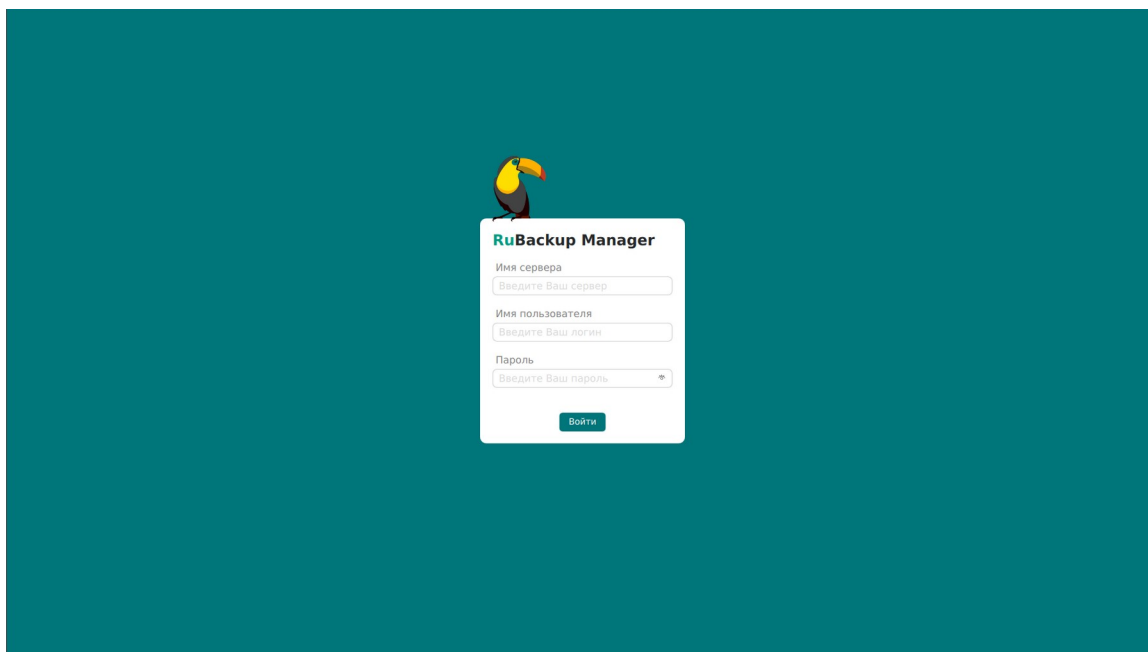 RuBackup Manager
Имя сервера
Введите Ваш сервер
Имя пользователя
Введите Ваш логин
Пароль
Введите Ваш пароль
Войти